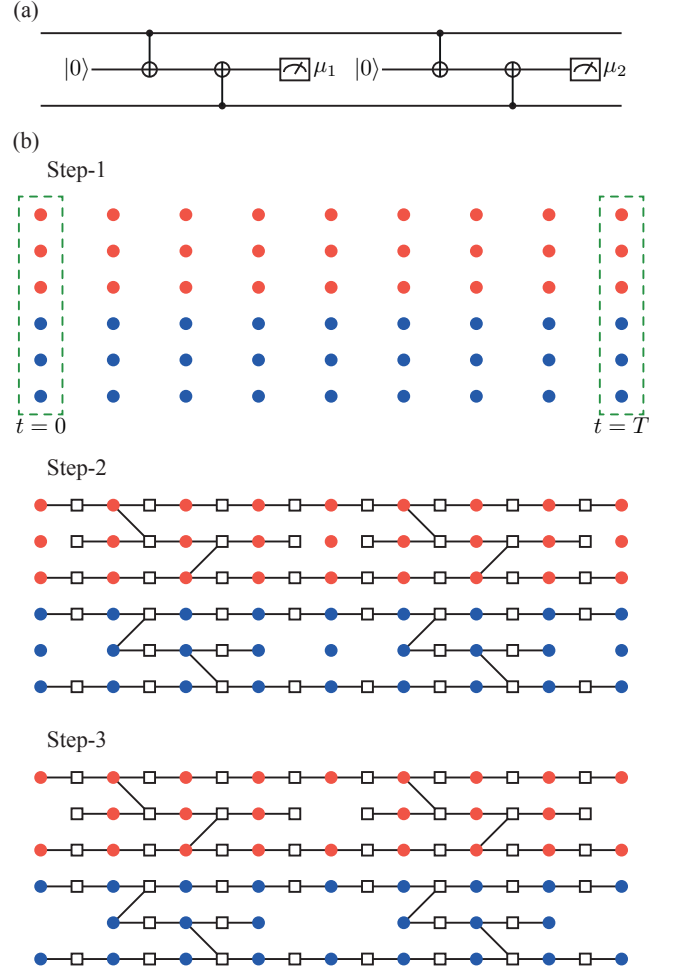 (a)
|0⟩ μ₁ |0⟩ μ₂
(b)
Step-1
t = 0 t = T
Step-2
Step-3